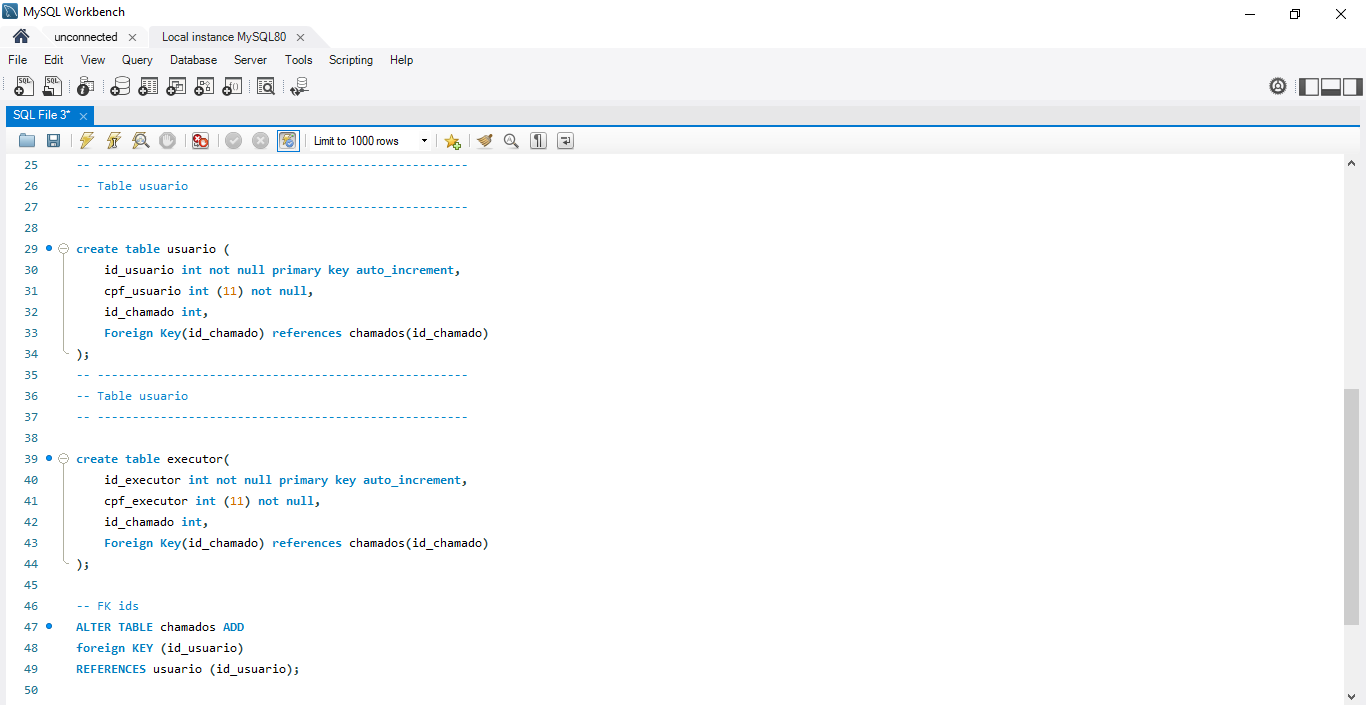 MySQL Workbench
unconnected
Local instance MySQL80
File Edit View Query Database Server Tools Scripting Help
SQL SQL
SQL File 3*
Limit to 1000 rows
25 -- -----------------------------------------------------
26 -- Table usuario
27 -- -----------------------------------------------------
28
29 create table usuario (
30 id_usuario int not null primary key auto_increment,
31 cpf_usuario int (11) not null,
32 id_chamado int,
33 Foreign Key(id_chamado) references chamados(id_chamado)
34 );
35 -- -----------------------------------------------------
36 -- Table usuario
37 -- -----------------------------------------------------
38
39 create table executor(
40 id_executor int not null primary key auto_increment,
41 cpf_executor int (11) not null,
42 id_chamado int,
43 Foreign Key(id_chamado) references chamados(id_chamado)
44 );
45
46 -- FK ids
47 ALTER TABLE chamados ADD
48 foreign KEY (id_usuario)
49 REFERENCES usuario (id_usuario);
50